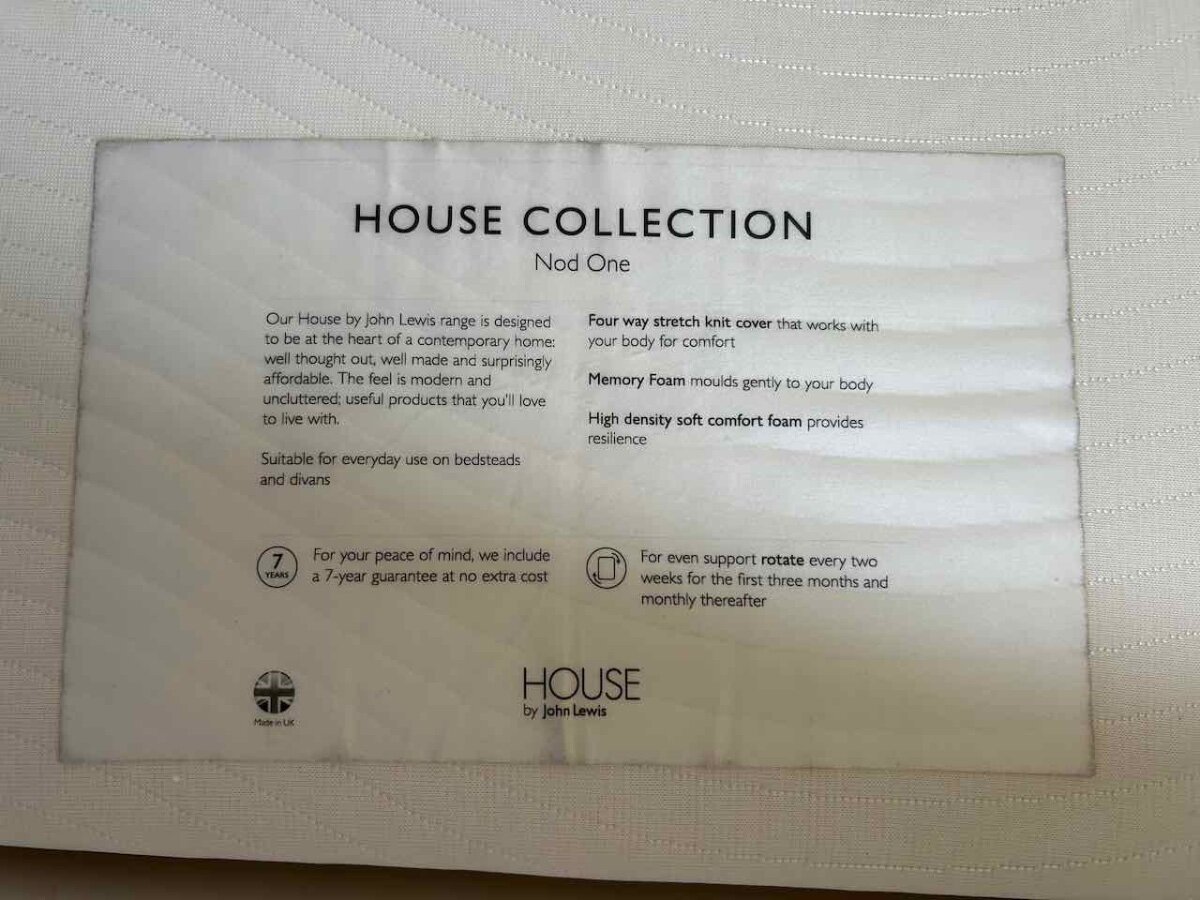 HOUSE COLLECTION
Nod One
Our House by John Lewis range is designed
to be at the heart of a contemporary home:
well thought out, well made and surprisingly
affordable. The feel is modern and
uncluttered; useful products that you'll love
to live with.
Suitable for everyday use on bedsteads
and divans
Four way stretch knit cover that works with
your body for comfort
Memory Foam moulds gently to your body
High density soft comfort foam provides
resilience
7
YEARS
For your peace of mind, we include
a 7-year guarantee at no extra cost
For even support rotate every two
weeks for the first three months and
monthly thereafter
Made in UK
HOUSE
by John Lewis